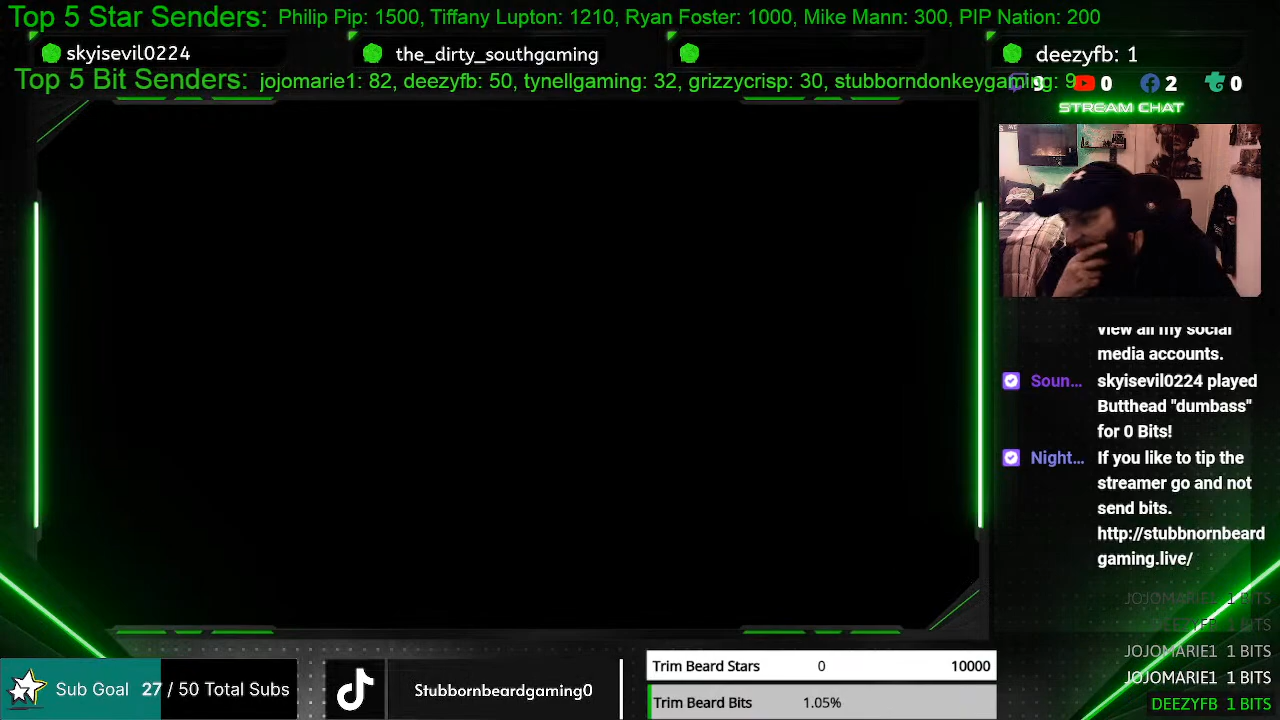 Top 5 Star Senders: Philip Pip: 1500, Tiffany Lupton: 1210, Ryan Foster: 1000, Mike Mann: 300, PIP Nation: 200
skyisevil0224
the_dirty_southgaming
deezyfb: 1
Top 5 Bit Senders: jojomarie1: 82, deezyfb: 50, tynellgaming: 32, grizzycrisp: 30, stubborndonkeygaming: 9
9 0 2 0
STREAM CHAT
view all my social
media accounts.
Soun... skyisevil0224 played
Butthead "dumbass"
for 0 Bits!
Night... If you like to tip the
streamer go and not
send bits.
http://stubbnornbeard
gaming.live/
JOJOMARIE1 1 BITS
DEEZYFB 1 BITS
JOJOMARIE1 1 BITS
JOJOMARIE1 1 BITS
DEEZYFB 1 BITS
Sub Goal 27 / 50 Total Subs
Stubbornbeardgaming0
Trim Beard Stars 0 10000
Trim Beard Bits 1.05%